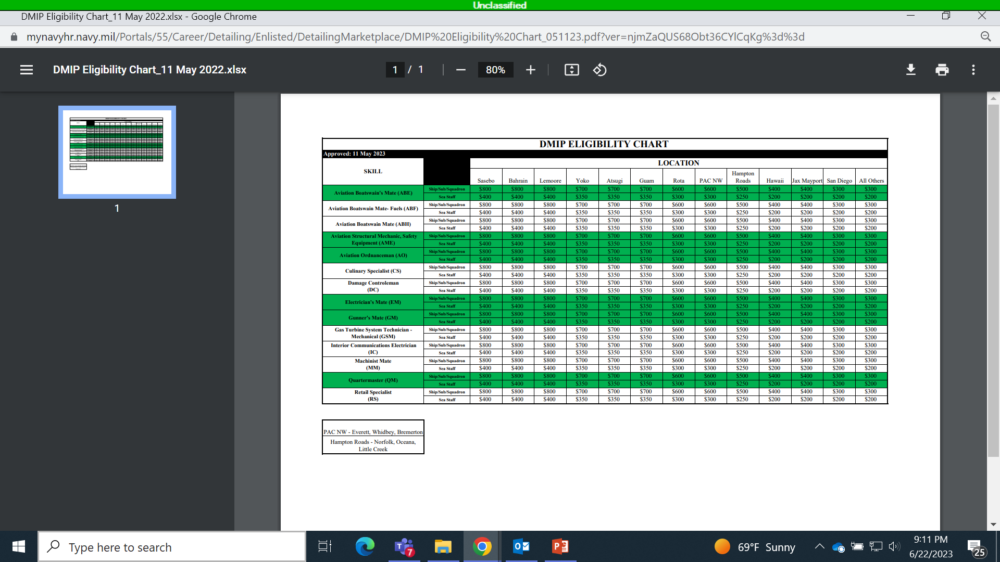 Unclassified
DMIP Eligibility Chart_11 May 2022.xlsx - Google Chrome
mynavyhr.navy.mil/Portals/55/Career/Detailing/Enlisted/DetailingMarketplace/DMIP%20Eligibility%20Chart_051123.pdf?ver=njmZaQUS68Obt36CYlCqKg%3d%3d
DMIP Eligibility Chart_11 May 2022.xlsx 1 / 1 80%
1
DMIP ELIGIBILITY CHART
Approved: 11 May 2023
SKILL LOCATION
Sasebo Bahrain Lemoore Yoko Atsugi Guam Rota PAC NW Hampton Roads Hawaii Jax Mayport San Diego All Others
Aviation Boatswain's Mate (ABE) Ship/Sub/Squadron $800 $800 $800 $700 $700 $700 $600 $600 $500 $400 $400 $300 $300
Sea Staff $400 $400 $400 $350 $350 $350 $300 $300 $250 $200 $200 $200 $200
Aviation Boatswain Mate- Fuels (ABF) Ship/Sub/Squadron $800 $800 $800 $700 $700 $700 $600 $600 $500 $400 $400 $300 $300
Sea Staff $400 $400 $400 $350 $350 $350 $300 $300 $250 $200 $200 $200 $200
Aviation Boatswain Mate (ABH) Ship/Sub/Squadron $800 $800 $800 $700 $700 $700 $600 $600 $500 $400 $400 $300 $300
Sea Staff $400 $400 $400 $350 $350 $350 $300 $300 $250 $200 $200 $200 $200
Aviation Structural Mechanic, Safety Ship/Sub/Squadron $800 $800 $800 $700 $700 $700 $600 $600 $500 $400 $400 $300 $300
Equipment (AME) Sea Staff $400 $400 $400 $350 $350 $350 $300 $300 $250 $200 $200 $200 $200
Aviation Ordnanceman (AO) Ship/Sub/Squadron $800 $800 $800 $700 $700 $700 $600 $600 $500 $400 $400 $300 $300
Sea Staff $400 $400 $400 $350 $350 $350 $300 $300 $250 $200 $200 $200 $200
Culinary Specialist (CS) Ship/Sub/Squadron $800 $800 $800 $700 $700 $700 $600 $600 $500 $400 $400 $300 $300
Sea Staff $400 $400 $400 $350 $350 $350 $300 $300 $250 $200 $200 $200 $200
Damage Controleman Ship/Sub/Squadron $800 $800 $800 $700 $700 $700 $600 $600 $500 $400 $400 $300 $300
(DC) Sea Staff $400 $400 $400 $350 $350 $350 $300 $300 $250 $200 $200 $200 $200
Electrician's Mate (EM) Ship/Sub/Squadron $800 $800 $800 $700 $700 $700 $600 $600 $500 $400 $400 $300 $300
Sea Staff $400 $400 $400 $350 $350 $350 $300 $300 $250 $200 $200 $200 $200
Gunner's Mate (GM) Ship/Sub/Squadron $800 $800 $800 $700 $700 $700 $600 $600 $500 $400 $400 $300 $300
Sea Staff $400 $400 $400 $350 $350 $350 $300 $300 $250 $200 $200 $200 $200
Gas Turbine System Technician - Ship/Sub/Squadron $800 $800 $800 $700 $700 $700 $600 $600 $500 $400 $400 $300 $300
Mechanical (GSM) Sea Staff $400 $400 $400 $350 $350 $350 $300 $300 $250 $200 $200 $200 $200
Interior Communications Electrician Ship/Sub/Squadron $800 $800 $800 $700 $700 $700 $600 $600 $500 $400 $400 $300 $300
(IC) Sea Staff $400 $400 $400 $350 $350 $350 $300 $300 $250 $200 $200 $200 $200
Machinist Mate Ship/Sub/Squadron $800 $800 $800 $700 $700 $700 $600 $600 $500 $400 $400 $300 $300
(MM) Sea Staff $400 $400 $400 $350 $350 $350 $300 $300 $250 $200 $200 $200 $200
Quartermaster (QM) Ship/Sub/Squadron $800 $800 $800 $700 $700 $700 $600 $600 $500 $400 $400 $300 $300
Sea Staff $400 $400 $400 $350 $350 $350 $300 $300 $250 $200 $200 $200 $200
Retail Specialist Ship/Sub/Squadron $800 $800 $800 $700 $700 $700 $600 $600 $500 $400 $400 $300 $300
(RS) Sea Staff $400 $400 $400 $350 $350 $350 $300 $300 $250 $200 $200 $200 $200
PAC NW - Everett, Whidbey, Bremerton
Hampton Roads - Norfolk, Oceana,
Little Creek
Type here to search 7 69°F Sunny 9:11 PM
6/22/2023 25